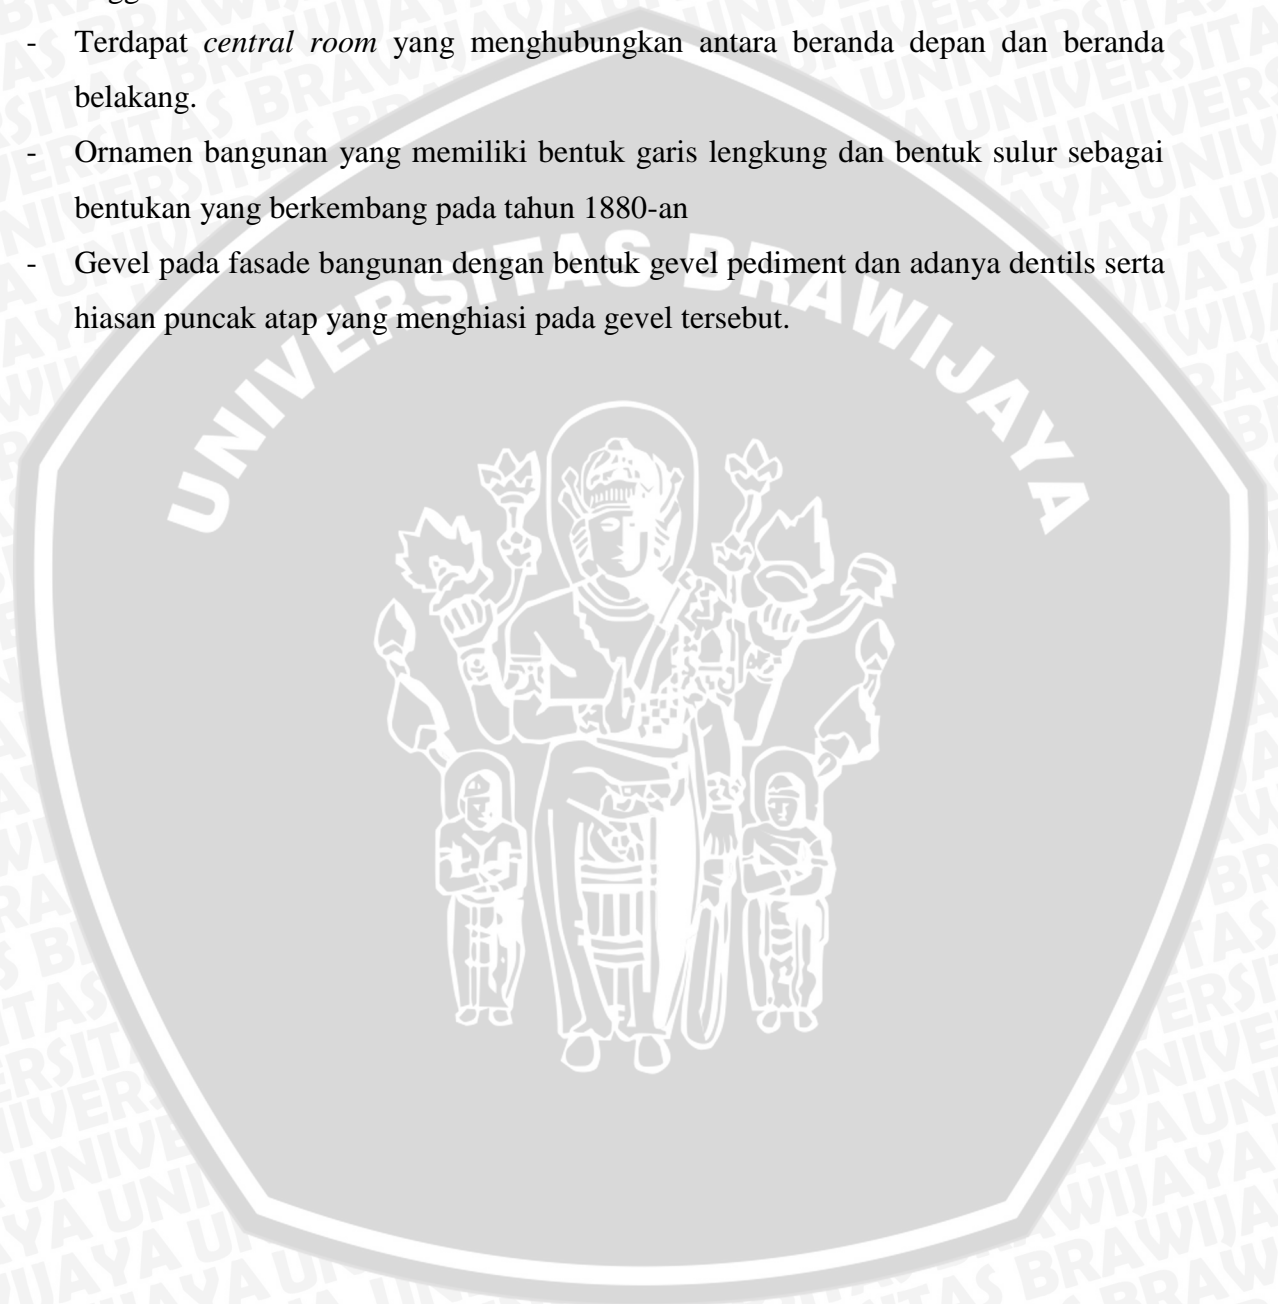 - Terdapat central room yang menghubungkan antara beranda depan dan beranda
belakang.
- Ornamen bangunan yang memiliki bentuk garis lengkung dan bentuk sulur sebagai
bentukan yang berkembang pada tahun 1880-an
- Gevel pada fasade bangunan dengan bentuk gevel pediment dan adanya dentils serta
hiasan puncak atap yang menghiasi pada gevel tersebut.
UNIVERSITAS BRAWIJAYA